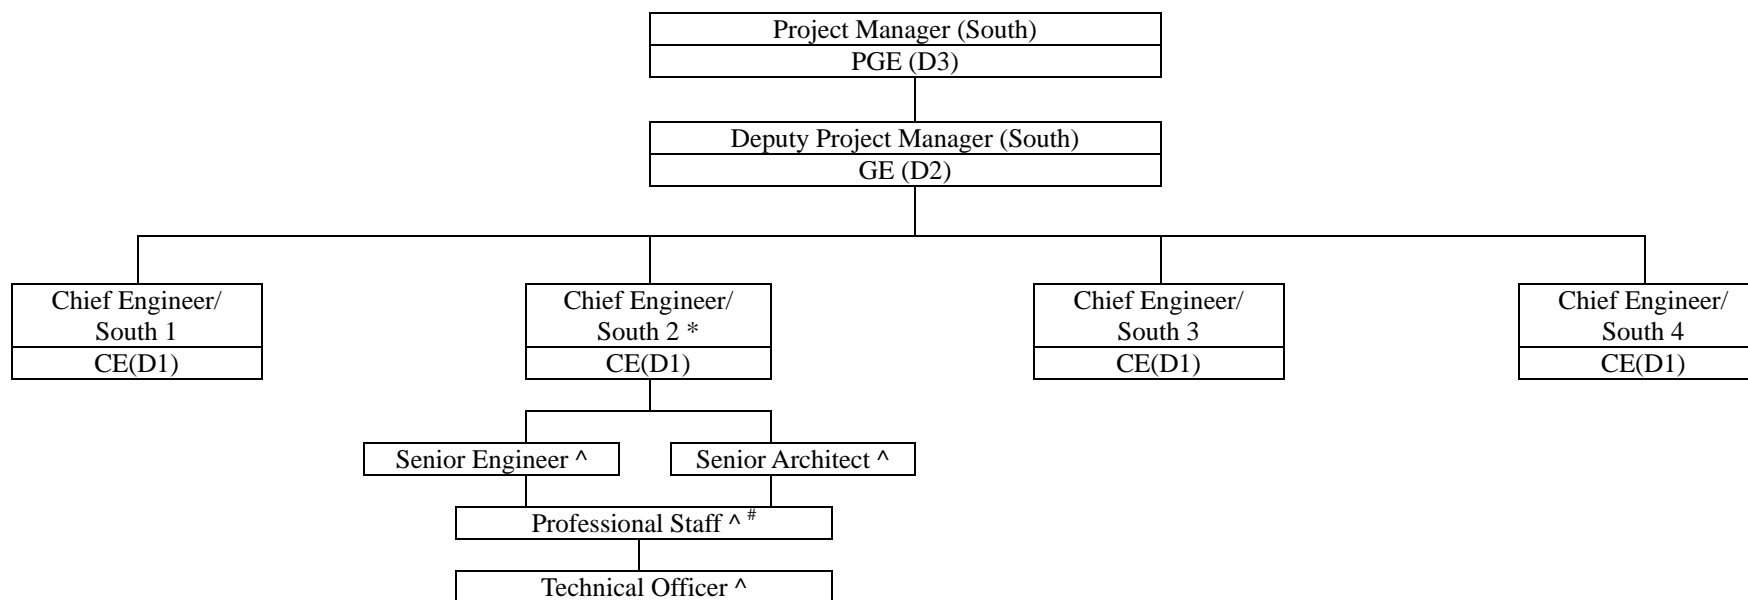 Project Manager (South)
PGE (D3)
Deputy Project Manager (South)
GE (D2)
Chief Engineer/
South 1
CE(D1)
Chief Engineer/
South 2 *
CE(D1)
Chief Engineer/
South 3
CE(D1)
Chief Engineer/
South 4
CE(D1)
Senior Engineer ^
Senior Architect ^
Professional Staff ^ #
Technical Officer ^